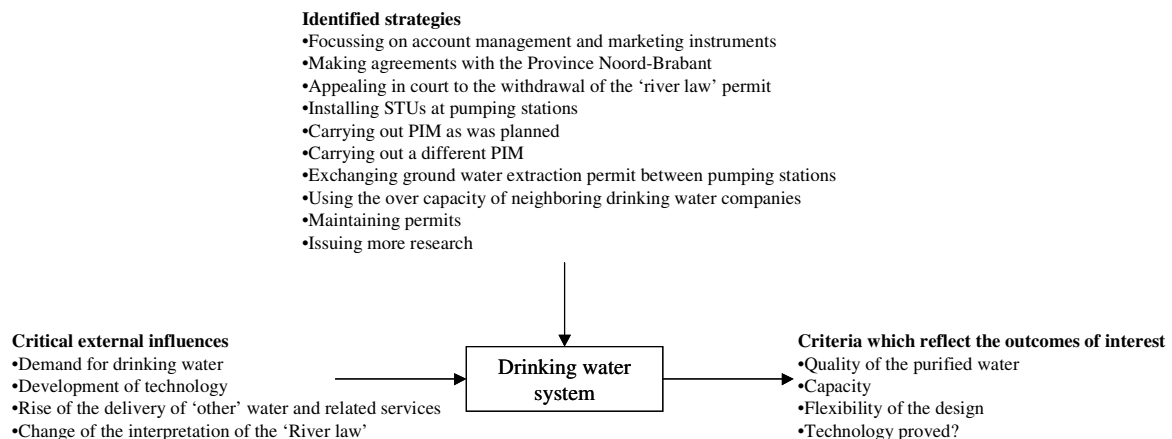 Identified strategies
•Focussing on account management and marketing instruments
•Making agreements with the Province Noord-Brabant
•Appealing in court to the withdrawal of the ‘river law’ permit
•Installing STUs at pumping stations
•Carrying out PIM as was planned
•Carrying out a different PIM
•Exchanging ground water extraction permit between pumping stations
•Using the over capacity of neighboring drinking water companies
•Maintaining permits
•Issuing more research
Critical external influences
•Demand for drinking water
•Development of technology
•Rise of the delivery of ‘other’ water and related services
•Change of the interpretation of the ‘River law’
Drinking water
system
Criteria which reflect the outcomes of interest
•Quality of the purified water
•Capacity
•Flexibility of the design
•Technology proved?